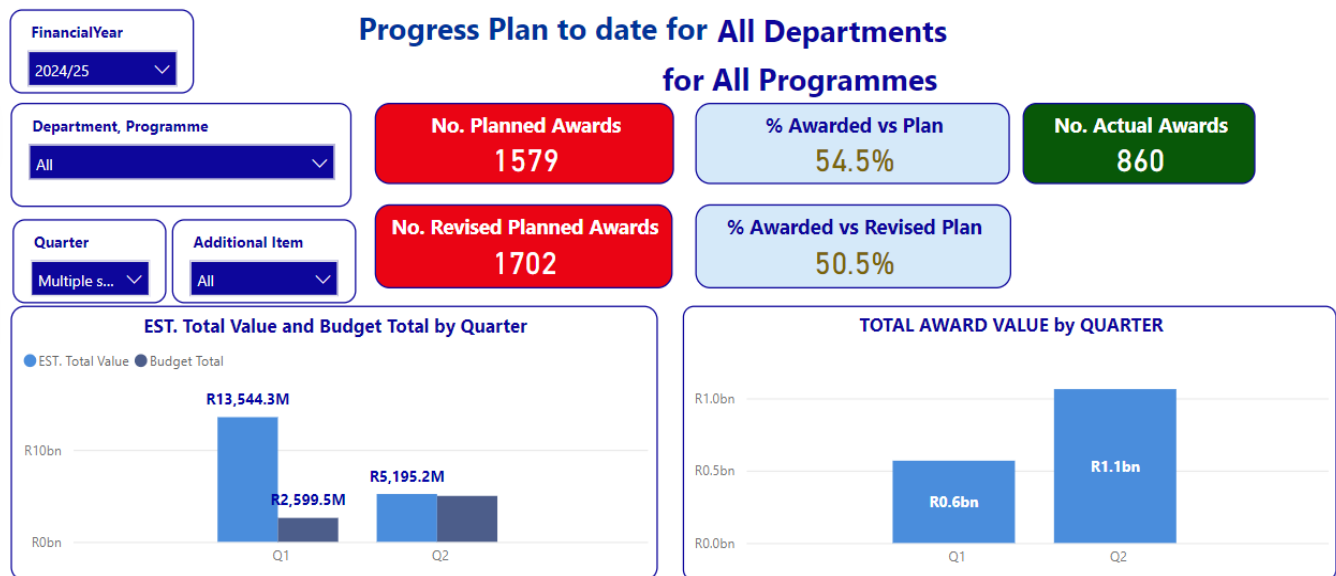 FinancialYear
2024/25
Progress Plan to date for All Departments
for All Programmes
Department, Programme
All
No. Planned Awards
1579
% Awarded vs Plan
54.5%
No. Actual Awards
860
Quarter
Multiple s...
Additional Item
All
No. Revised Planned Awards
1702
% Awarded vs Revised Plan
50.5%
EST. Total Value and Budget Total by Quarter
EST. Total Value Budget Total
R13,544.3M
R10bn
R5,195.2M
R2,599.5M
R0bn
Q1 Q2
TOTAL AWARD VALUE by QUARTER
R1.0bn
R1.1bn
R0.5bn
R0.6bn
R0.0bn
Q1 Q2